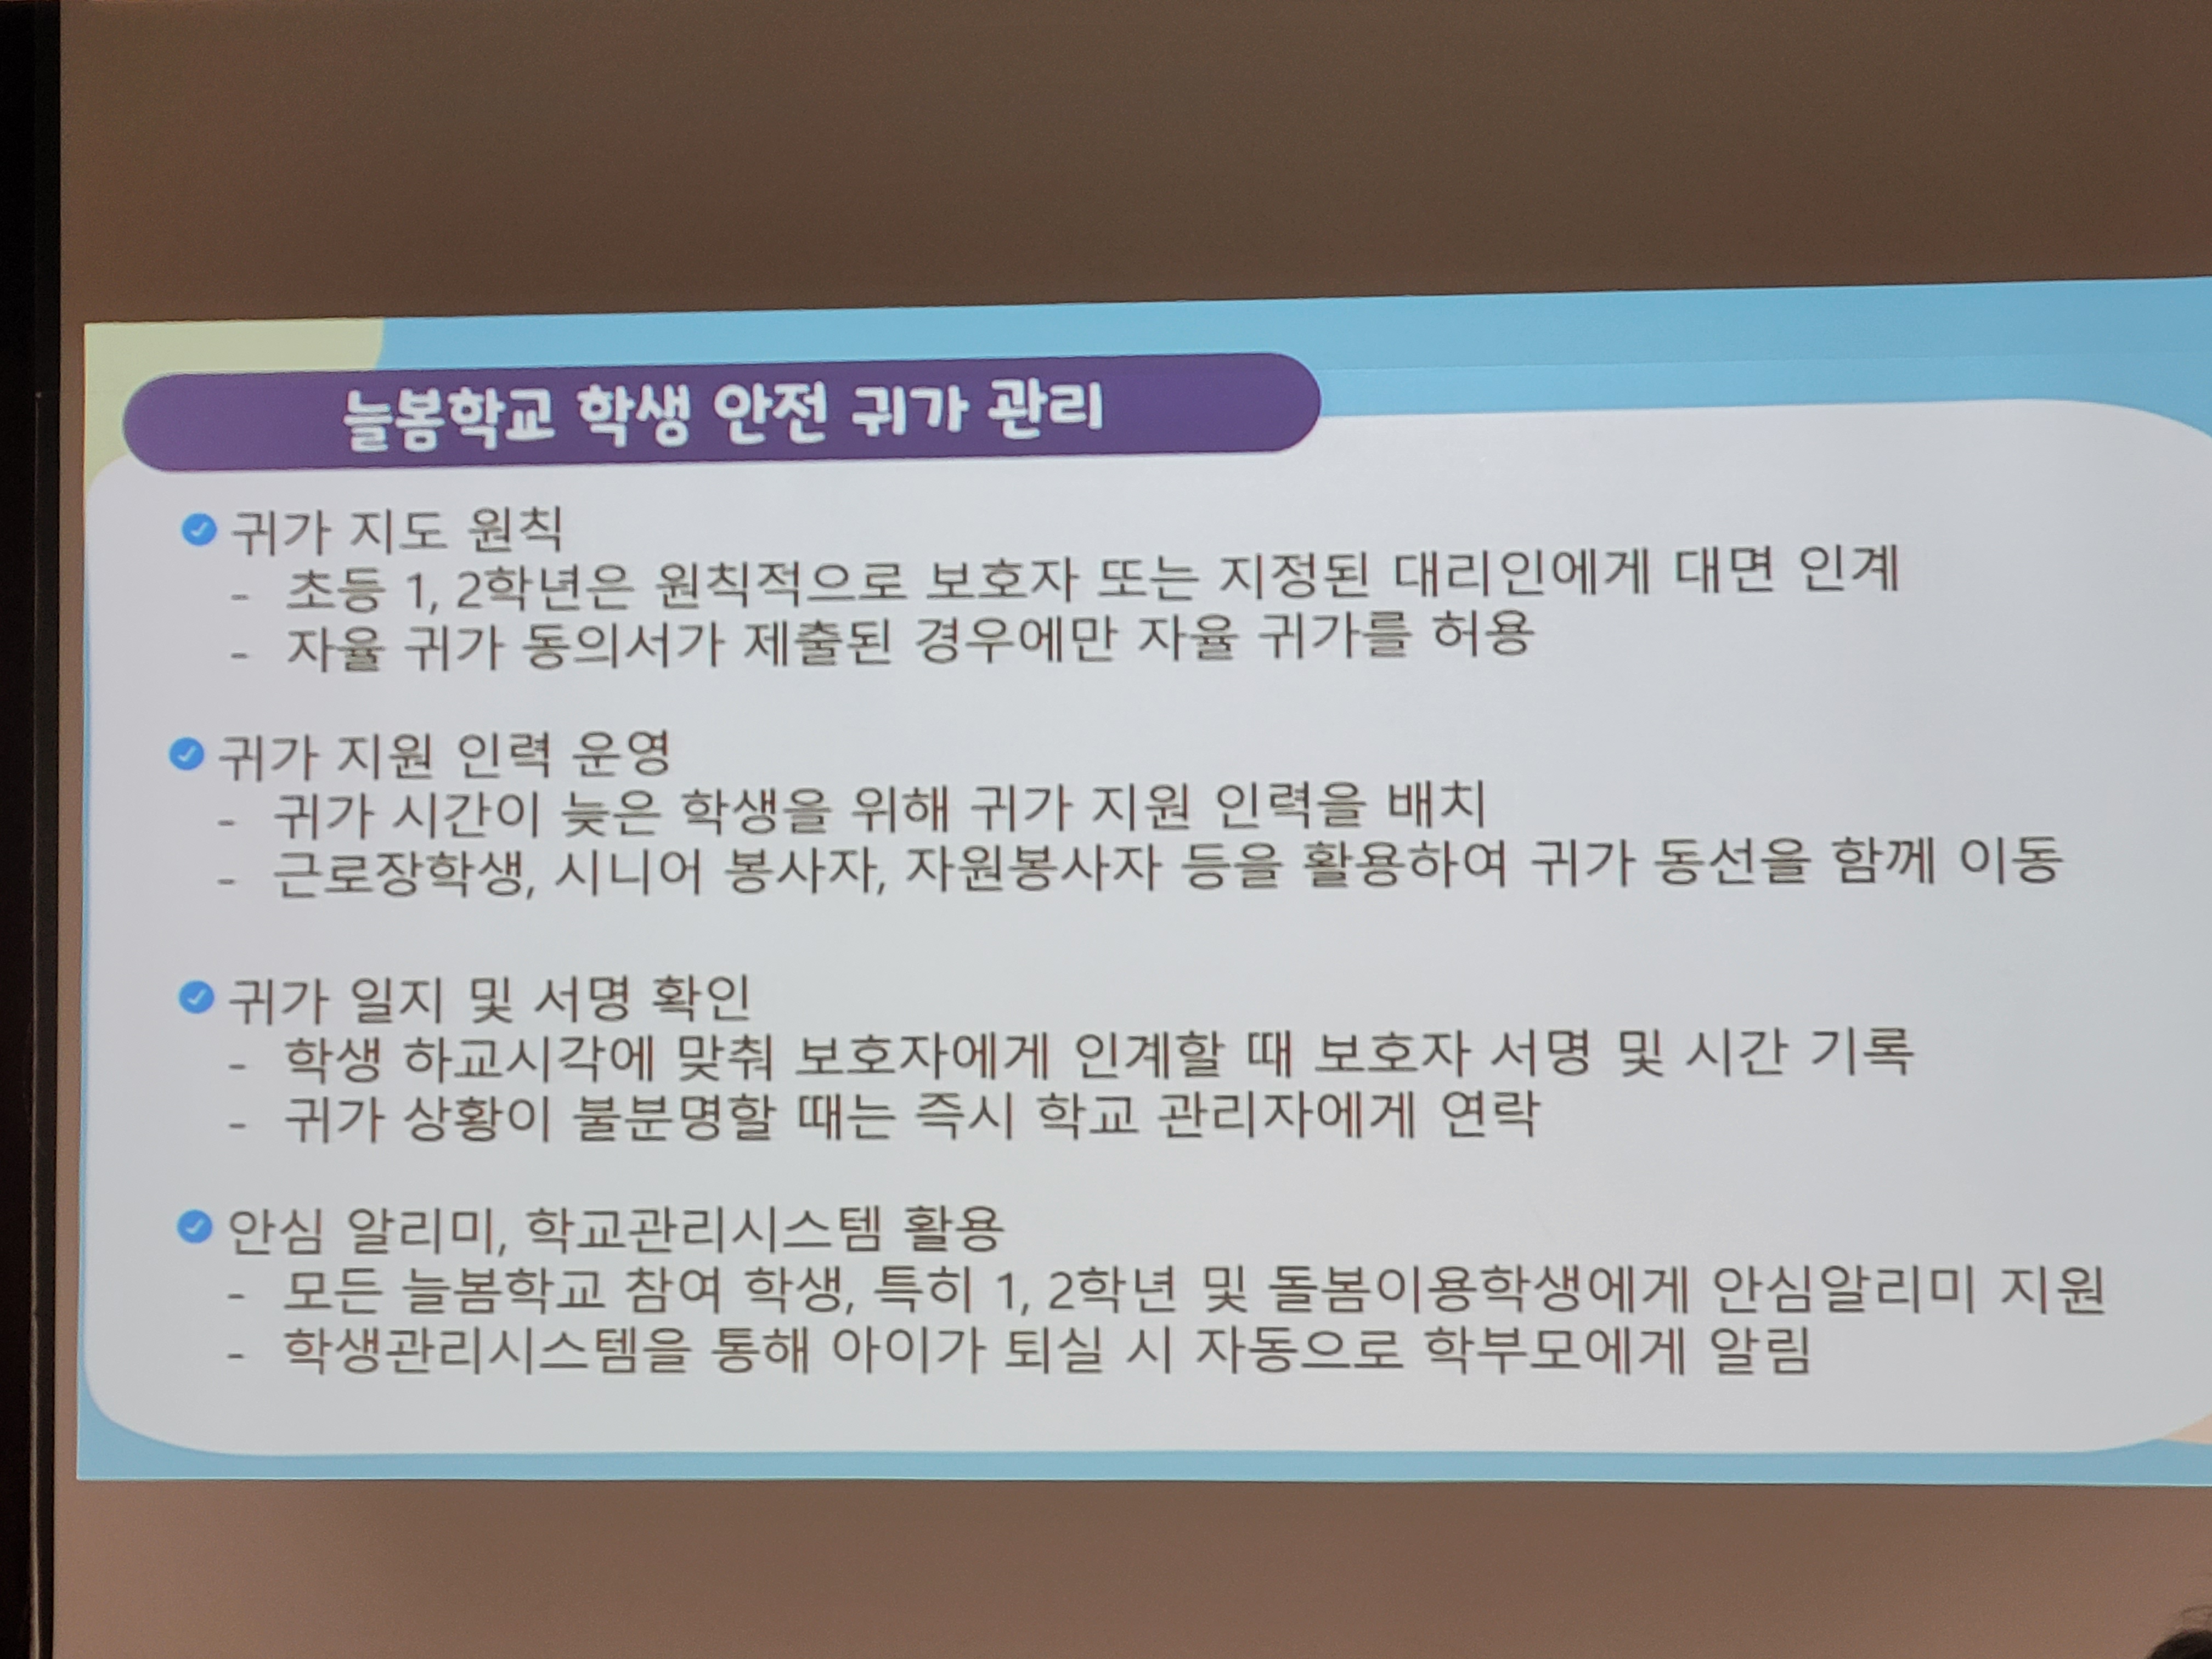 늘봄학교 학생 안전 귀가 관리
귀가 지도 원칙
- 초등 1, 2학년은 원칙적으로 보호자 또는 지정된 대리인에게 대면 인계
- 자율 귀가 동의서가 제출된 경우에만 자율 귀가를 허용
귀가 지원 인력 운영
- 귀가 시간이 늦은 학생을 위해 귀가 지원 인력을 배치
- 근로장학생, 시니어 봉사자, 자원봉사자 등을 활용하여 귀가 동선을 함께 이동
귀가 일지 및 서명 확인
- 학생 하교시각에 맞춰 보호자에게 인계할 때 보호자 서명 및 시간 기록
- 귀가 상황이 불분명할 때는 즉시 학교 관리자에게 연락
안심 알리미, 학교관리시스템 활용
- 모든 늘봄학교 참여 학생, 특히 1, 2학년 및 돌봄이용학생에게 안심알리미 지원
- 학생관리시스템을 통해 아이가 퇴실 시 자동으로 학부모에게 알림